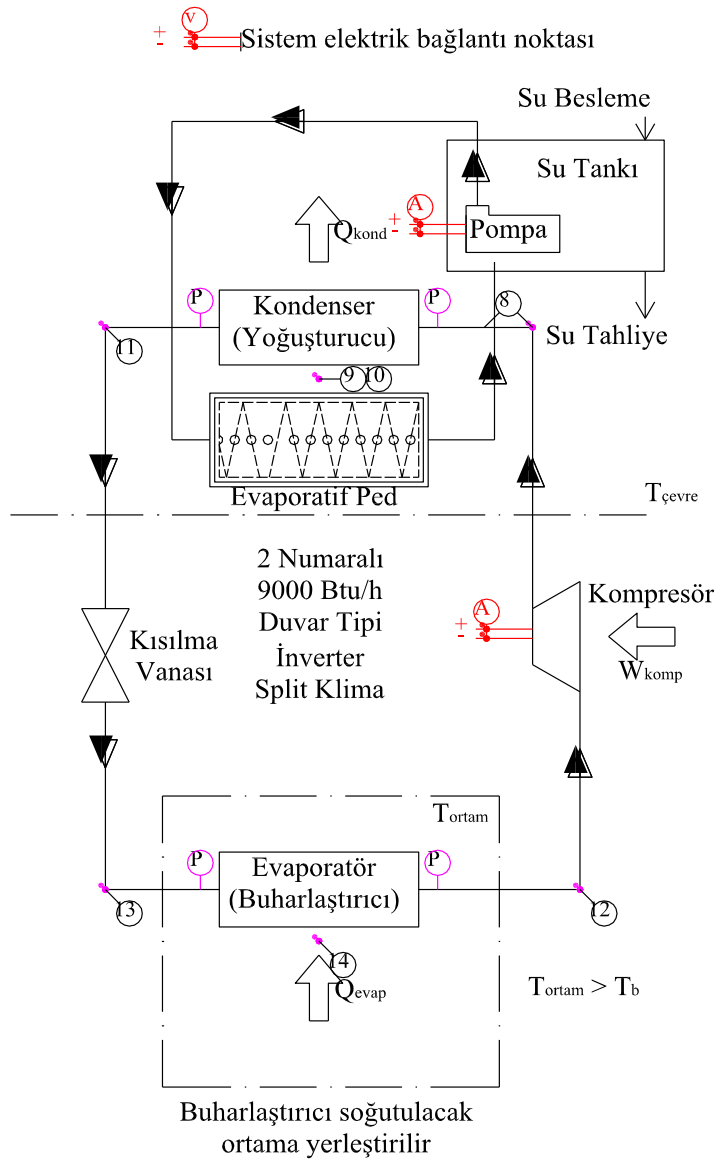 v
+
-
Sistem elektrik bağlantı noktası
Su Besleme
Su Tankı
A
+
-
Pompa
Qkond
P
Kondenser
(Yoğuşturucu)
P
8
Su Tahliye
11
9 10
Evaporatif Ped
Tçevre
2 Numaralı
9000 Btu/h
Duvar Tipi
İnverter
Split Klima
Kısılma
Vanası
A
+
-
Kompresör
Wkomp
Tortam
P
Evaporatör
(Buharlaştırıcı)
P
13
12
14
Qevap
Tortam > Tb
Buharlaştırıcı soğutulacak
ortama yerleştirilir